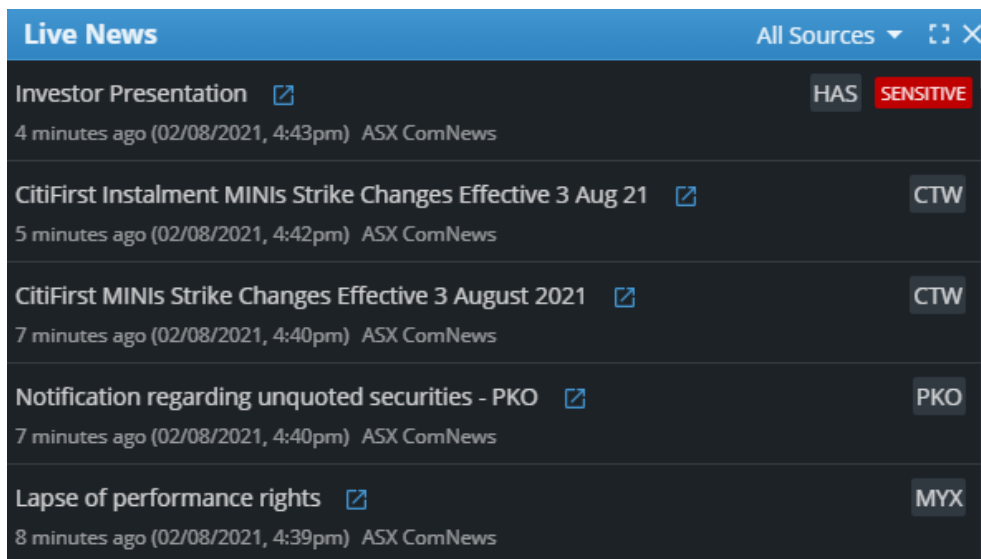 Live News All Sources
Investor Presentation HAS SENSITIVE
4 minutes ago (02/08/2021, 4:43pm) ASX ComNews
CitiFirst Instalment MINIs Strike Changes Effective 3 Aug 21 CTW
5 minutes ago (02/08/2021, 4:42pm) ASX ComNews
CitiFirst MINIs Strike Changes Effective 3 August 2021 CTW
7 minutes ago (02/08/2021, 4:40pm) ASX ComNews
Notification regarding unquoted securities - PKO PKO
7 minutes ago (02/08/2021, 4:40pm) ASX ComNews
Lapse of performance rights MYX
8 minutes ago (02/08/2021, 4:39pm) ASX ComNews